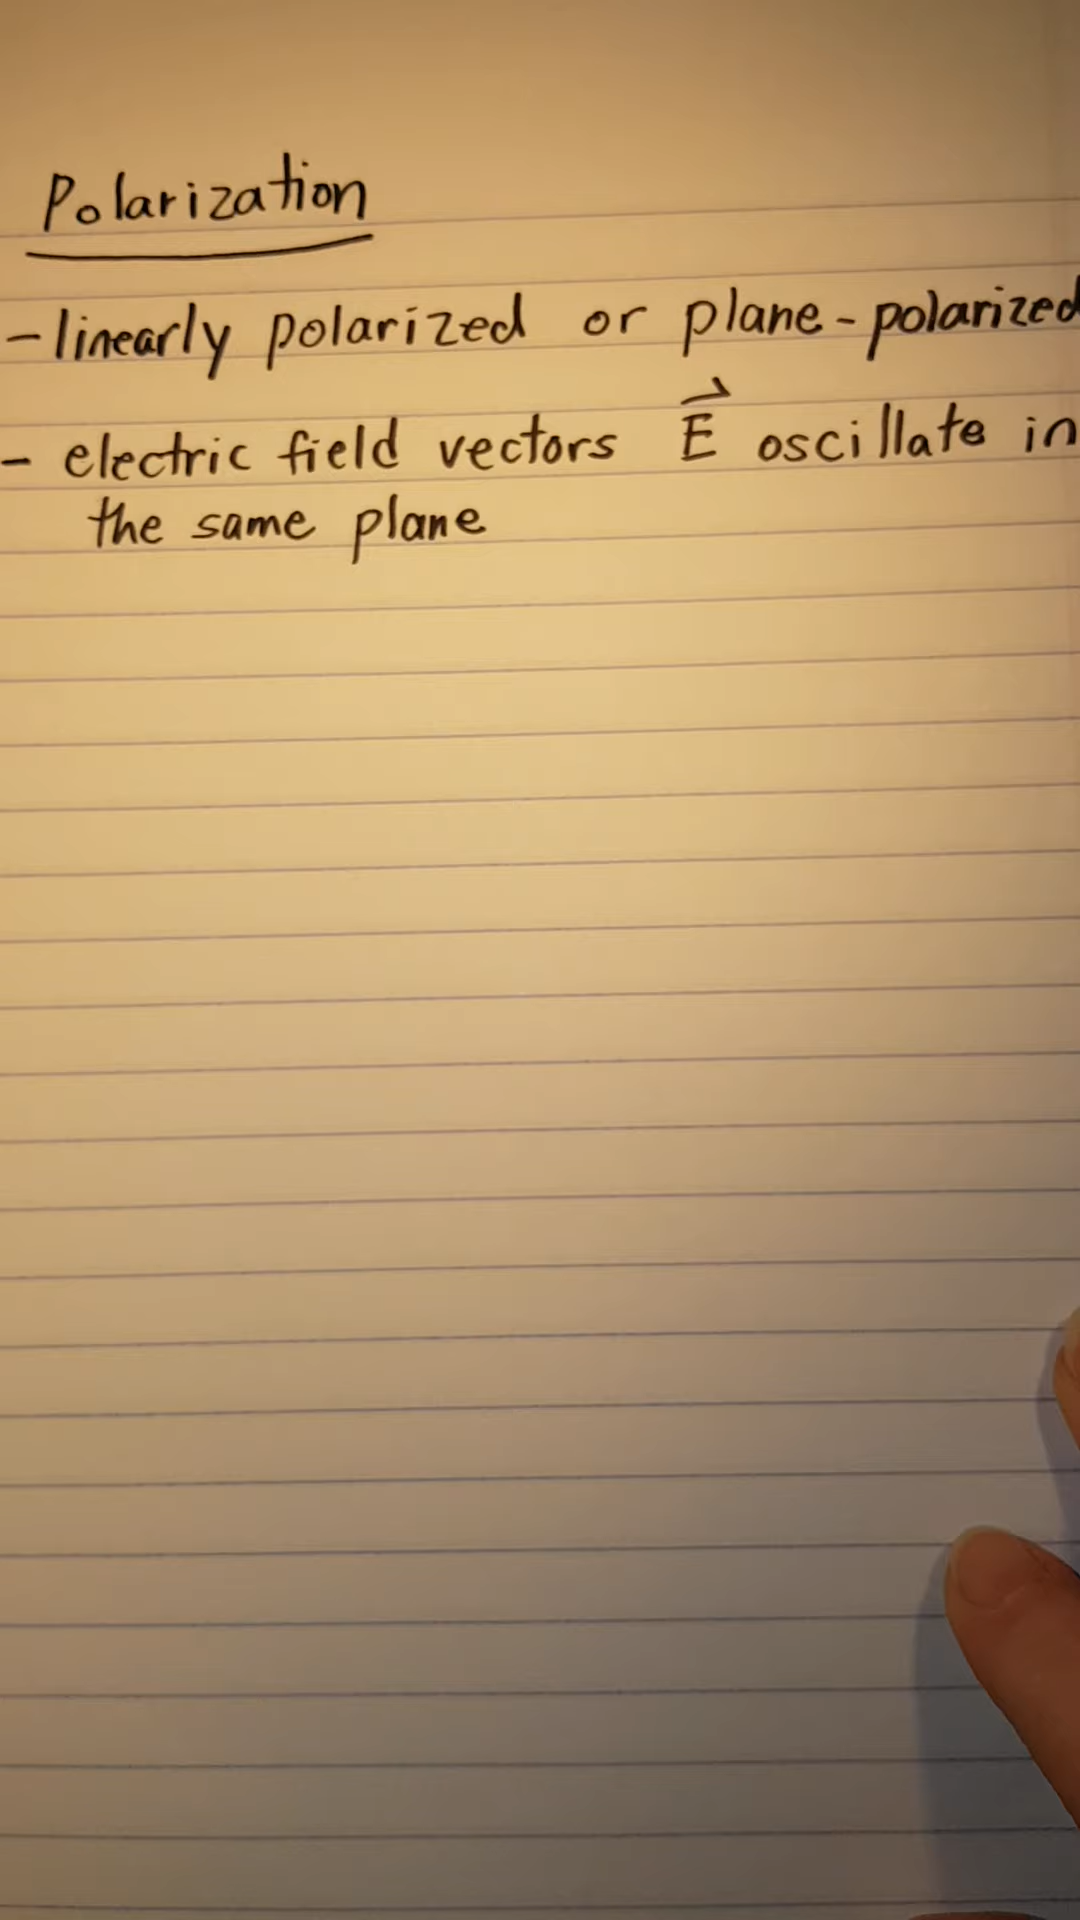 Polarization
- linearly polarized or plane-polarized
- electric field vectors E⃗ oscillate in
the same plane